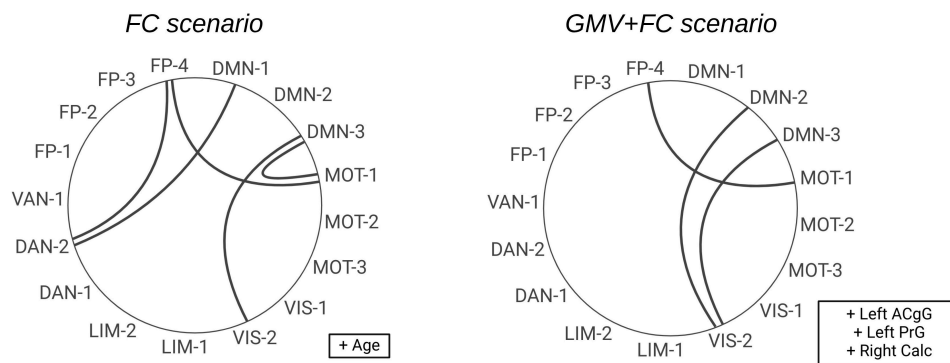 FC scenario
FP-4
DMN-1
FP-3
DMN-2
FP-2
DMN-3
FP-1
MOT-1
VAN-1
MOT-2
DAN-2
MOT-3
DAN-1
VIS-1
LIM-2
VIS-2
LIM-1
+ Age
GMV+FC scenario
FP-4
DMN-1
FP-3
DMN-2
FP-2
DMN-3
FP-1
MOT-1
VAN-1
MOT-2
DAN-2
MOT-3
DAN-1
VIS-1
LIM-2
VIS-2
LIM-1
+ Left ACgG
+ Left PrG
+ Right Calc